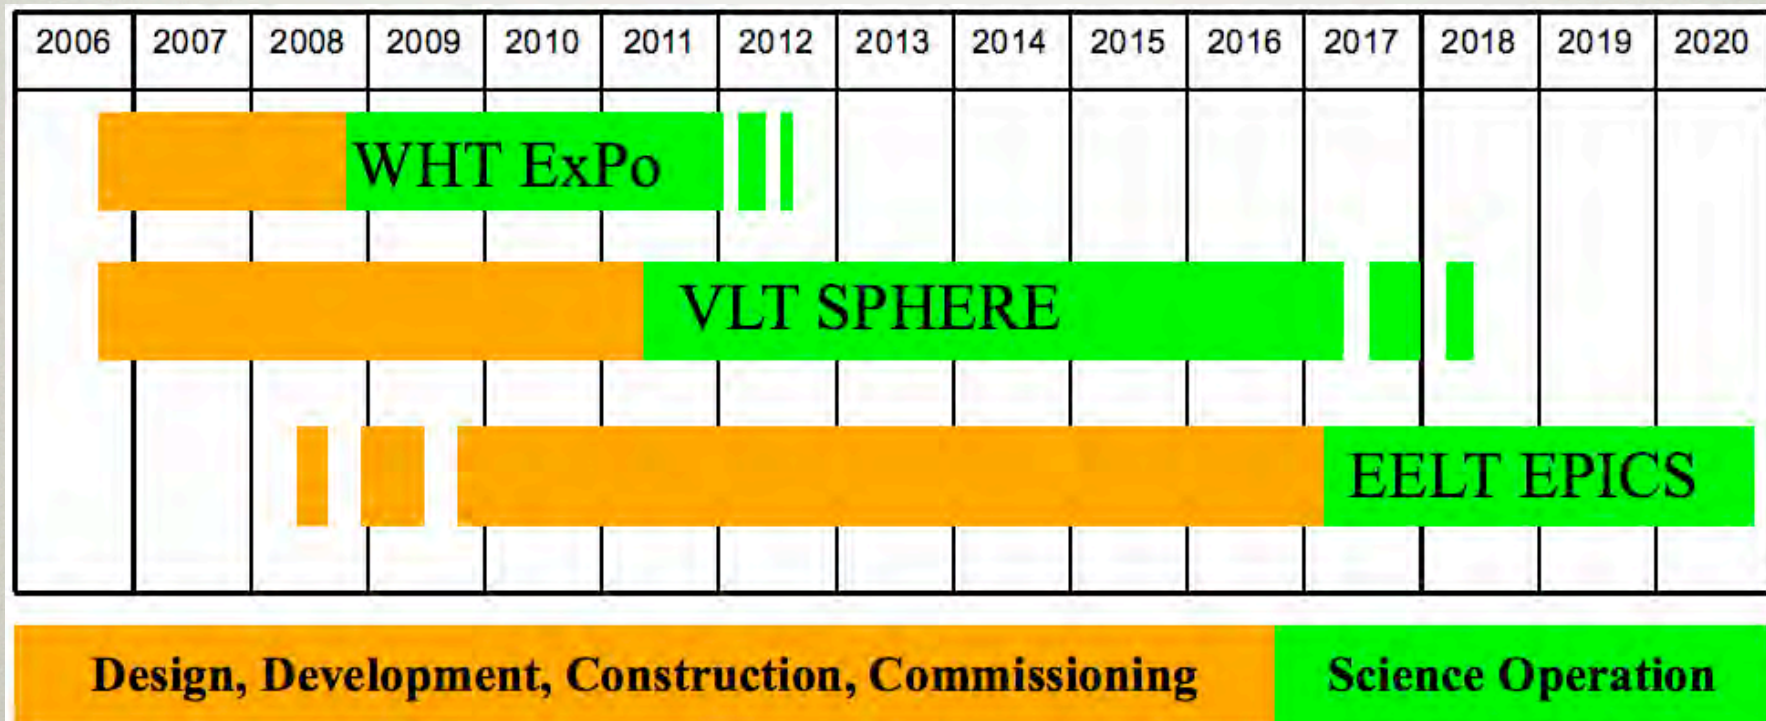 2006 2007 2008 2009 2010 2011 2012 2013 2014 2015 2016 2017 2018 2019 2020
WHT ExPo
VLT SPHERE
EELT EPICS
Design, Development, Construction, Commissioning Science Operation